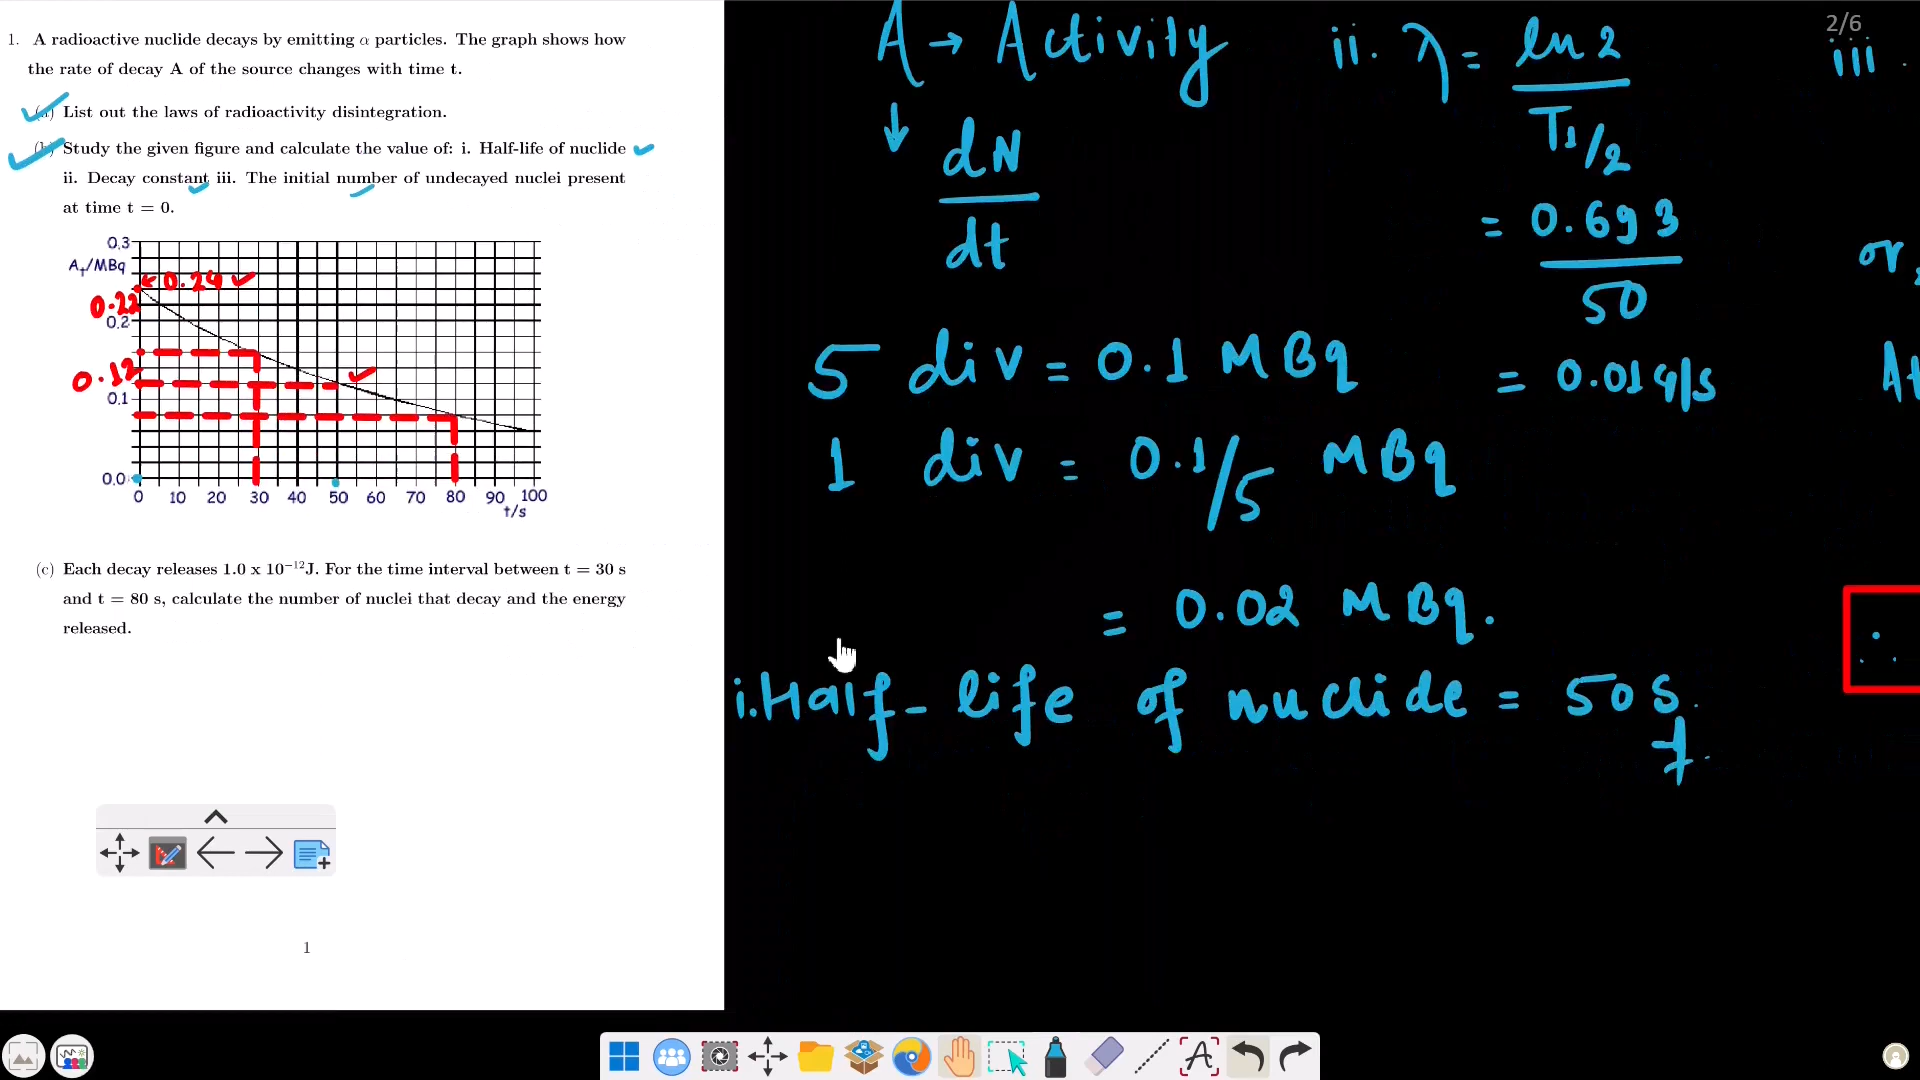 1. A radioactive nuclide decays by emitting α particles. The graph shows how
the rate of decay A of the source changes with time t.
List out the laws of radioactivity disintegration.
(b) Study the given figure and calculate the value of: i. Half-life of nuclide
ii. Decay constant iii. The initial number of undecayed nuclei present
at time t = 0.
0.3
At/MBq
0.24
0.22
0.2
0.12
0.1
0.0
0 10 20 30 40 50 60 70 80 90 100
t/s
(c) Each decay releases 1.0 x 10⁻¹²J. For the time interval between t = 30 s
and t = 80 s, calculate the number of nuclei that decay and the energy
released.
1
2/6
A → Activity
↓ dN
dt
5 div = 0.1 MBq
1 div = 0.1/5 MBq
= 0.02 MBq.
i. Half-life of nuclide = 50 s.
ii. λ = ln 2
T1/2
= 0.693
50
= 0.014/s
iii.
or,